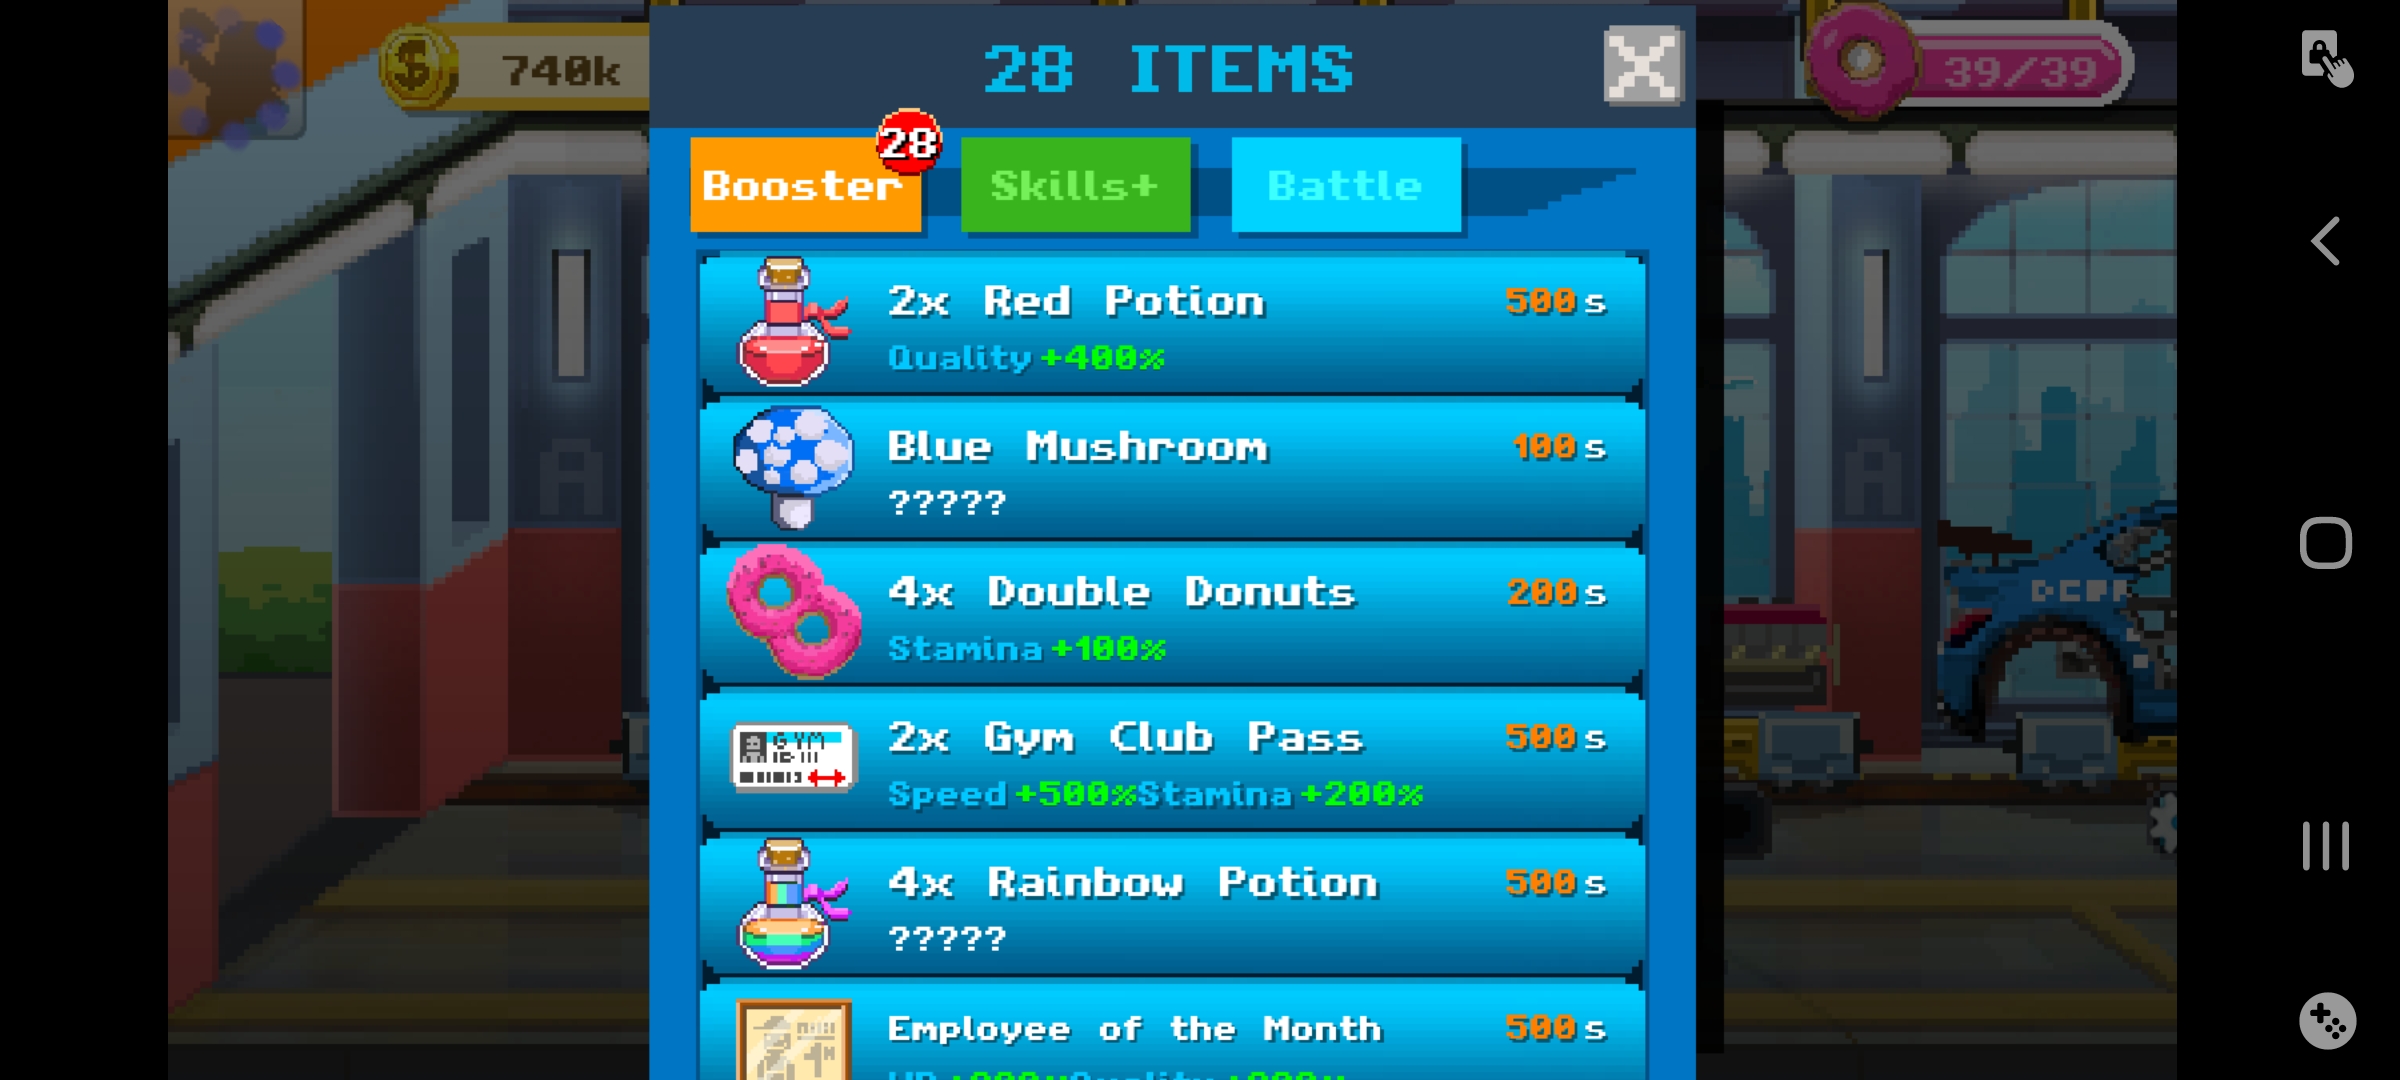 740k
28 ITEMS
39/39
Booster
28
Skills+
Battle
2x Red Potion
500 s
Quality +400%
Blue Mushroom
100 s
?????
4x Double Donuts
200 s
Stamina +100%
2x Gym Club Pass
500 s
GYM
Speed +500%Stamina +200%
4x Rainbow Potion
500 s
?????
Employee of the Month
500 s
A
A